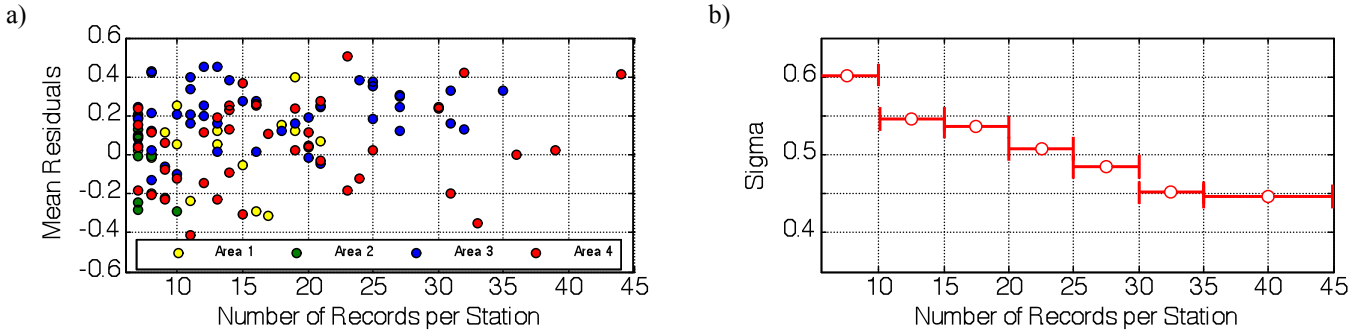 a)
Mean Residuals
0.6
0.4
0.2
0
-0.2
-0.4
-0.6
Area 1 Area 2 Area 3 Area 4
10 15 20 25 30 35 40 45
Number of Records per Station
b)
Sigma
0.6
0.5
0.4
10 15 20 25 30 35 40 45
Number of Records per Station